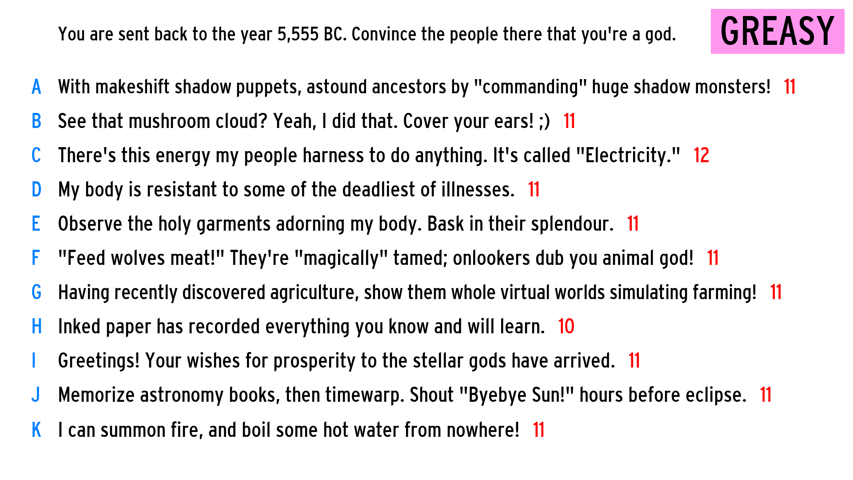 You are sent back to the year 5,555 BC. Convince the people there that you're a god.
GREASY
A With makeshift shadow puppets, astound ancestors by "commanding" huge shadow monsters! 11
B See that mushroom cloud? Yeah, I did that. Cover your ears! ;) 11
C There's this energy my people harness to do anything. It's called "Electricity." 12
D My body is resistant to some of the deadliest of illnesses. 11
E Observe the holy garments adorning my body. Bask in their splendour. 11
F "Feed wolves meat!" They're "magically" tamed; onlookers dub you animal god! 11
G Having recently discovered agriculture, show them whole virtual worlds simulating farming! 11
H Inked paper has recorded everything you know and will learn. 10
I Greetings! Your wishes for prosperity to the stellar gods have arrived. 11
J Memorize astronomy books, then timewarp. Shout "Byebye Sun!" hours before eclipse. 11
K I can summon fire, and boil some hot water from nowhere! 11